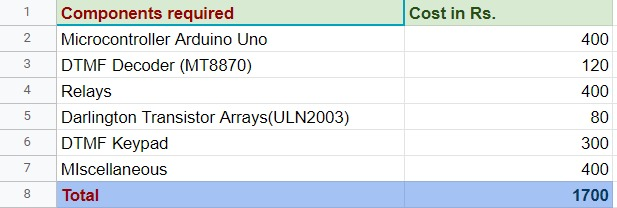 1 Components required Cost in Rs.
2 Microcontroller Arduino Uno 400
3 DTMF Decoder (MT8870) 120
4 Relays 400
5 Darlington Transistor Arrays(ULN2003) 80
6 DTMF Keypad 300
7 MIscellaneous 400
8 Total 1700